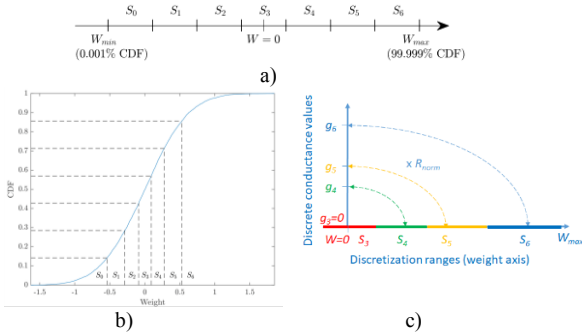 S0 S1 S2 S3 S4 S5 S6
Wmin W = 0 Wmax
(0.001% CDF) (99.999% CDF)
a)
1
0.9
0.8
0.7
0.6
0.5
0.4
0.3
0.2
0.1
0
CDF
S0 S1 S2 S3 S4 S5 S6
-1.5 -1 -0.5 0 0.5 1 1.5
Weight
b)
Discrete conductance values
g6
g5
g4
g3=0
x Rnorm
W=0 S3 S4 S5 S6 Wmax
Discretization ranges (weight axis)
c)